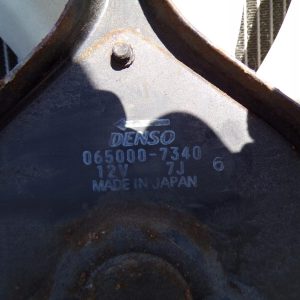 DENSO
065000-7340 6
12V 7J
MADE IN JAPAN